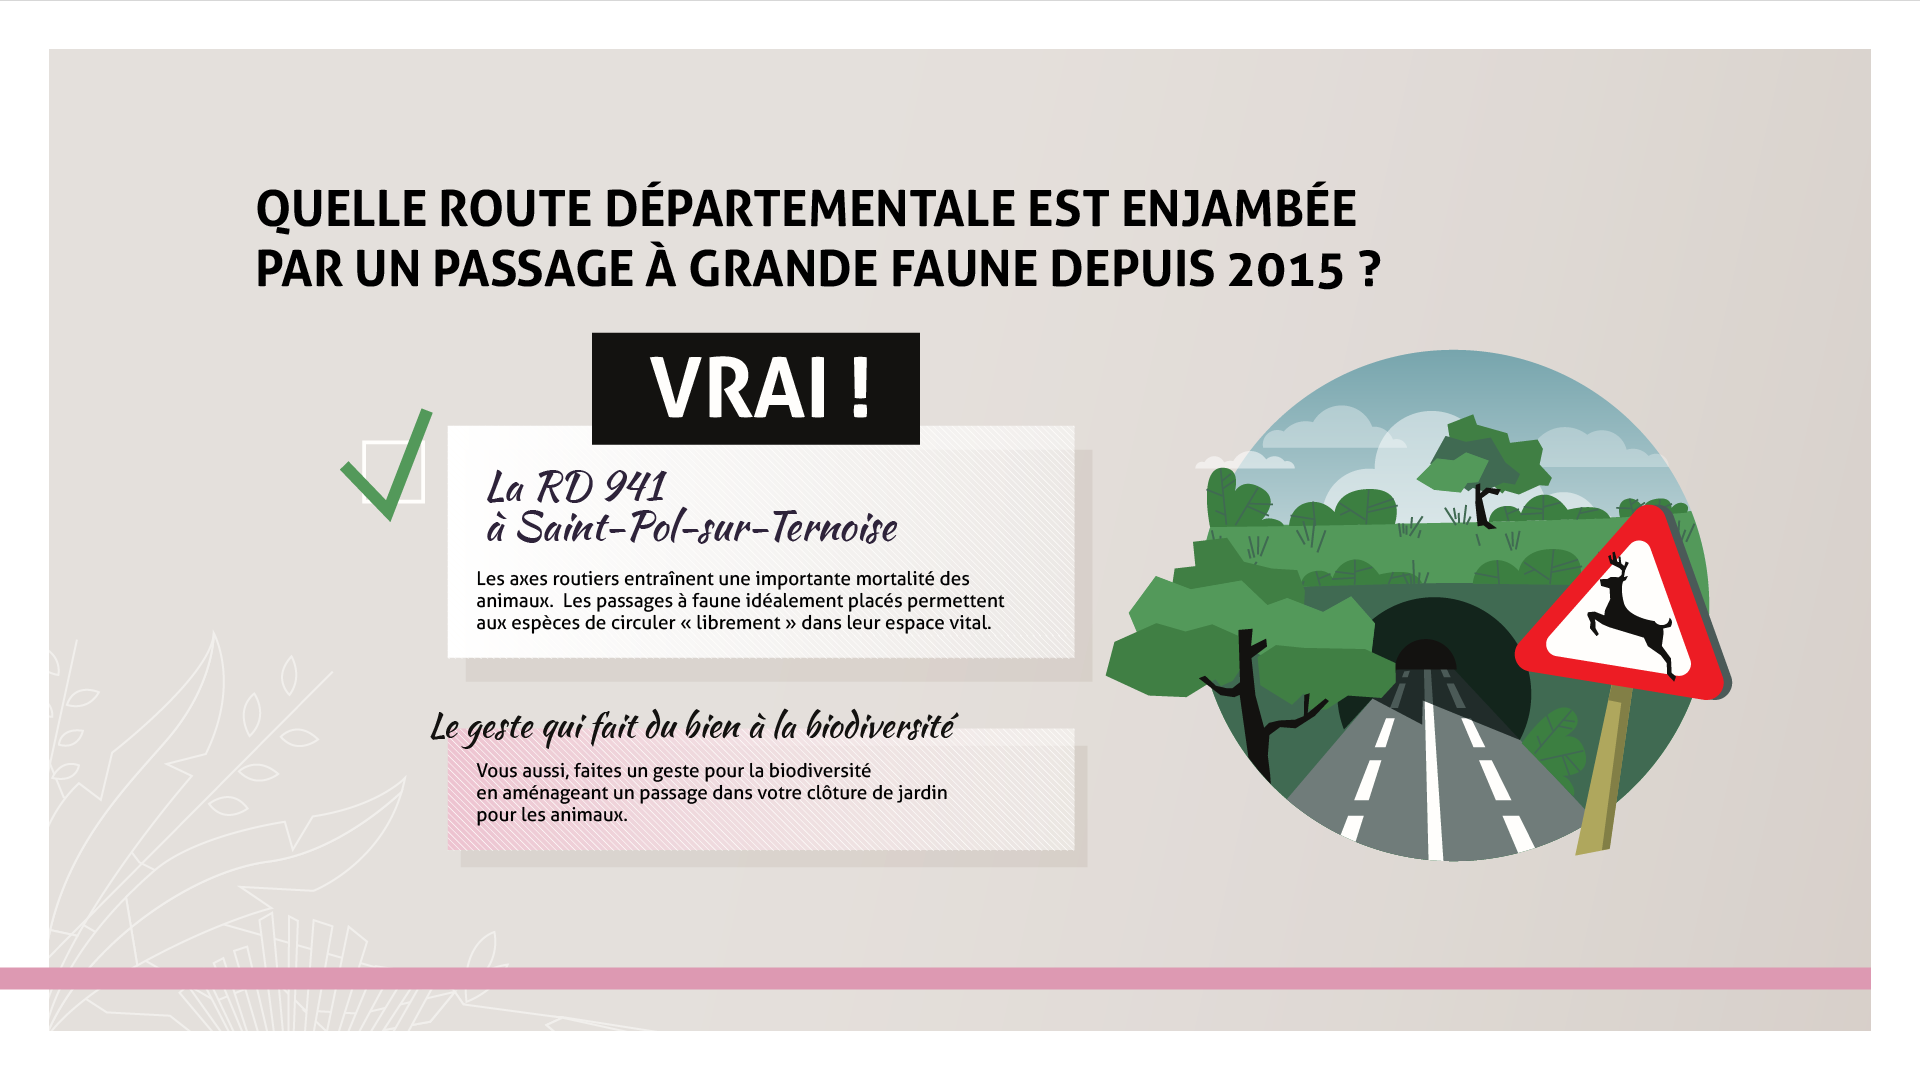 QUELLE ROUTE DÉPARTEMENTALE EST ENJAMBÉE
PAR UN PASSAGE À GRANDE FAUNE DEPUIS 2015 ?
VRAI !
La RD 941
à Saint-Pol-sur-Ternoise
Les axes routiers entraînent une importante mortalité des
animaux.  Les passages à faune idéalement placés permettent
aux espèces de circuler « librement » dans leur espace vital.
Le geste qui fait du bien à la biodiversité
Vous aussi, faites un geste pour la biodiversité
en aménageant un passage dans votre clôture de jardin
pour les animaux.